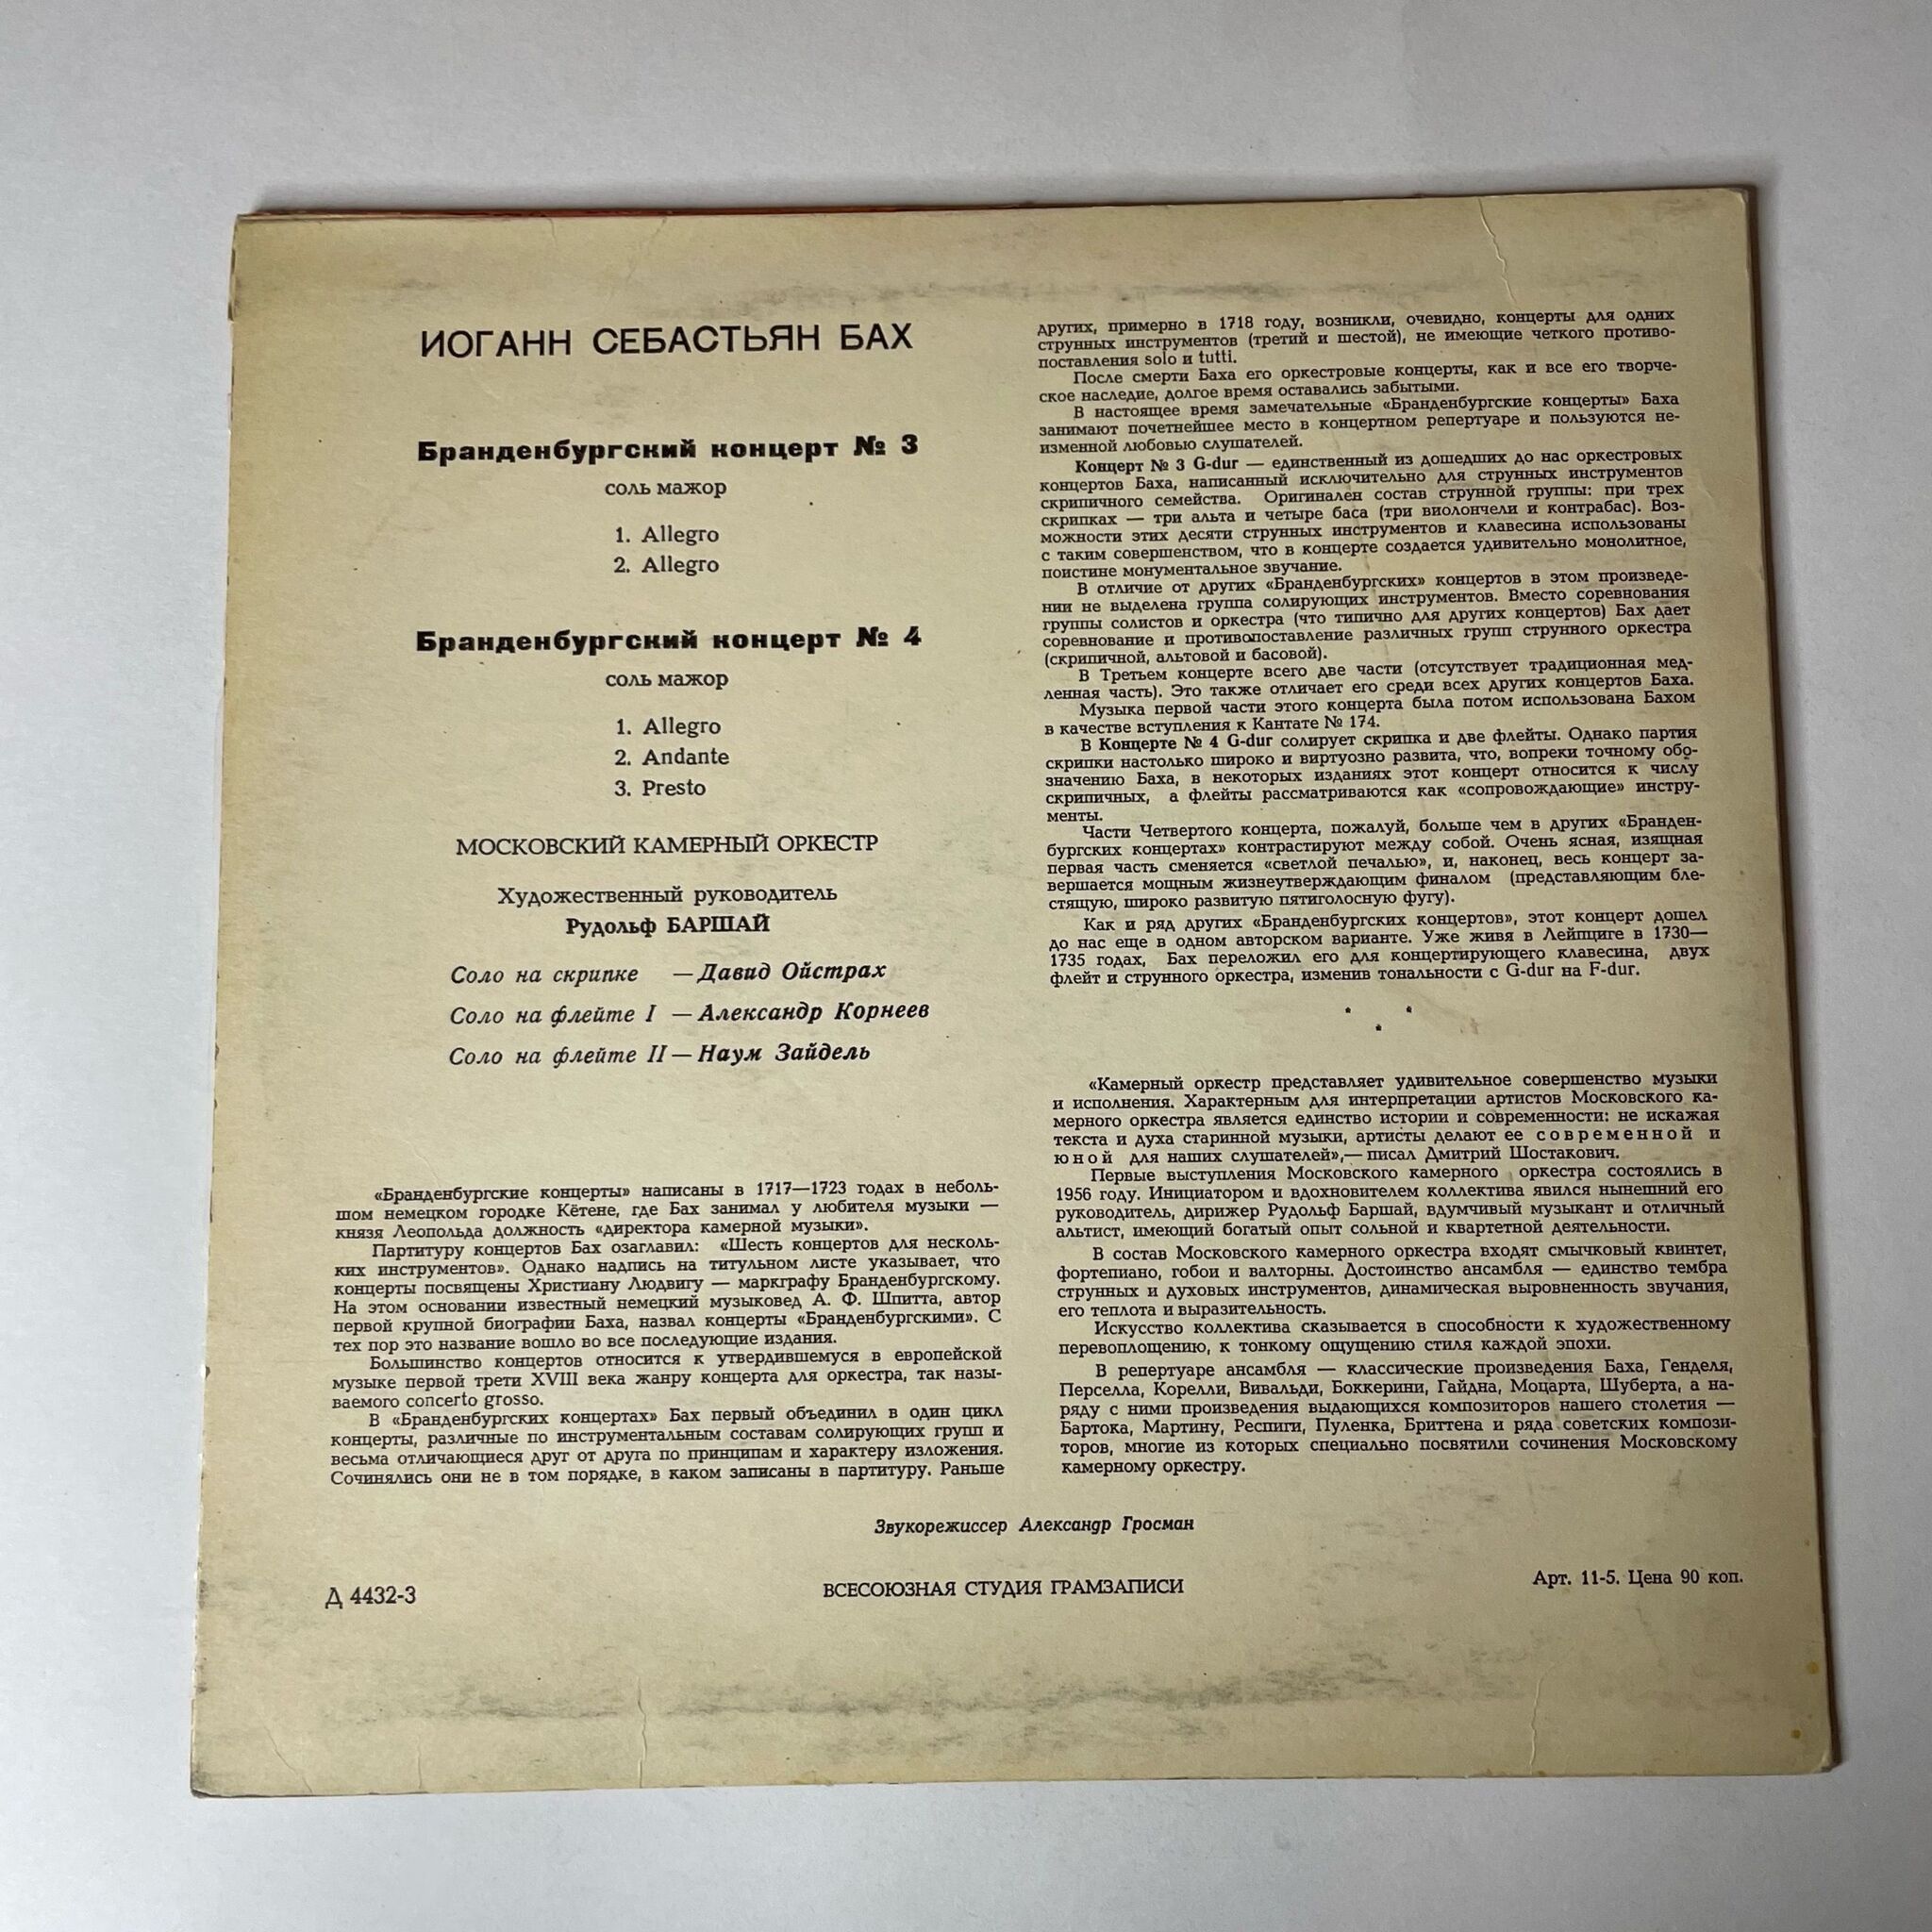 ИОГАНН СЕБАСТЬЯН БАХ
Бранденбургский концерт № 3
соль мажор
1. Allegro
2. Allegro
Бранденбургский концерт № 4
соль мажор
1. Allegro
2. Andante
3. Presto
МОСКОВСКИЙ КАМЕРНЫЙ ОРКЕСТР
Художественный руководитель
Рудольф БАРШАЙ
Соло на скрипке — Давид Ойстрах
Соло на флейте I — Александр Корнеев
Соло на флейте II — Наум Зайдель
«Бранденбургские концерты» написаны в 1717—1723 годах в неболь-
шом немецком городке Кётене, где Бах занимал у любителя музыки —
князя Леопольда должность «директора камерной музыки».
Партитуру концертов Бах озаглавил: «Шесть концертов для несколь-
ких инструментов». Однако надпись на титульном листе указывает, что
концерты посвящены Христиану Людвигу — маркграфу Бранденбургскому.
На этом основании известный немецкий музыковед А. Ф. Шпитта, автор
первой крупной биографии Баха, назвал концерты «Бранденбургскими». С
тех пор это название вошло во все последующие издания.
Большинство концертов относится к утвердившемуся в европейской
музыке первой трети XVIII века жанру концерта для оркестра, так назы-
ваемого concerto grosso.
В «Бранденбургских концертах» Бах первый объединил в один цикл
концерты, различные по инструментальным составам солирующих групп и
весьма отличающиеся друг от друга по принципам и характеру изложения.
Сочинялись они не в том порядке, в каком записаны в партитуру. Раньше
других, примерно в 1718 году, возникли, очевидно, концерты для одних
струнных инструментов (третий и шестой), не имеющие четкого противо-
поставления solo и tutti.
После смерти Баха его оркестровые концерты, как и все его творче-
ское наследие, долгое время оставались забытыми.
В настоящее время замечательные «Бранденбургские концерты» Баха
занимают почетнейшее место в концертном репертуаре и пользуются не-
изменной любовью слушателей.
Концерт № 3 G-dur — единственный из дошедших до нас оркестровых
концертов Баха, написанный исключительно для струнных инструментов
скрипичного семейства. Оригинален состав струнной группы: при трех
скрипках — три альта и четыре баса (три виолончели и контрабас). Воз-
можности этих десяти струнных инструментов и клавесина использованы
с таким совершенством, что в концерте создается удивительно монолитное,
поистине монументальное звучание.
В отличие от других «Бранденбургских» концертов в этом произведе-
нии не выделена группа солирующих инструментов. Вместо соревнования
группы солистов и оркестра (что типично для других концертов) Бах дает
соревнование и противопоставление различных групп струнного оркестра
(скрипичной, альтовой и басовой).
В Третьем концерте всего две части (отсутствует традиционная мед-
ленная часть). Это также отличает его среди всех других концертов Баха.
Музыка первой части этого концерта была потом использована Бахом
в качестве вступления к Кантате № 174.
В Концерте № 4 G-dur солирует скрипка и две флейты. Однако партия
скрипки настолько широко и виртуозно развита, что, вопреки точному обо-
значению Баха, в некоторых изданиях этот концерт относится к числу
скрипичных, а флейты рассматриваются как «сопровождающие» инстру-
менты.
Части Четвертого концерта, пожалуй, больше чем в других «Бранден-
бургских концертах» контрастируют между собой. Очень ясная, изящная
первая часть сменяется «светлой печалью», и, наконец, весь концерт за-
вершается мощным жизнеутверждающим финалом (представляющим бле-
стящую, широко развитую пятиголосную фугу).
Как и ряд других «Бранденбургских концертов», этот концерт дошел
до нас еще в одном авторском варианте. Уже живя в Лейпциге в 1730—
1735 годах, Бах переложил его для концертирующего клавесина, двух
флейт и струнного оркестра, изменив тональности с G-dur на F-dur.
«Камерный оркестр представляет удивительное совершенство музыки
и исполнения. Характерным для интерпретации артистов Московского ка-
мерного оркестра является единство истории и современности: не искажая
текста и духа старинной музыки, артисты делают ее современной и
юной для наших слушателей»,— писал Дмитрий Шостакович.
Первые выступления Московского камерного оркестра состоялись в
1956 году. Инициатором и вдохновителем коллектива явился нынешний его
руководитель, дирижер Рудольф Баршай, вдумчивый музыкант и отличный
альтист, имеющий богатый опыт сольной и квартетной деятельности.
В состав Московского камерного оркестра входят смычковый квинтет,
фортепиано, гобои и валторны. Достоинство ансамбля — единство тембра
струнных и духовых инструментов, динамическая выровненность звучания,
его теплота и выразительность.
Искусство коллектива сказывается в способности к художественному
перевоплощению, к тонкому ощущению стиля каждой эпохи.
В репертуаре ансамбля — классические произведения Баха, Генделя,
Перселла, Корелли, Вивальди, Боккерини, Гайдна, Моцарта, Шуберта, а на-
ряду с ними произведения выдающихся композиторов нашего столетия —
Бартока, Мартину, Респиги, Пуленка, Бриттена и ряда советских компози-
торов, многие из которых специально посвятили сочинения Московскому
камерному оркестру.
Звукорежиссер Александр Гросман
Д 4432-3
ВСЕСОЮЗНАЯ СТУДИЯ ГРАМЗАПИСИ
Арт. 11-5. Цена 90 коп.